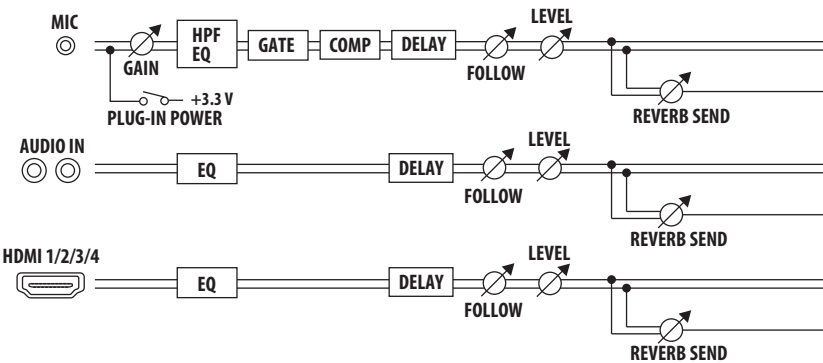 MIC
GAIN
HPF
EQ
GATE
COMP
DELAY
FOLLOW
LEVEL
+3.3 V
PLUG-IN POWER
REVERB SEND
AUDIO IN
EQ
DELAY
FOLLOW
LEVEL
REVERB SEND
HDMI 1/2/3/4
EQ
DELAY
FOLLOW
LEVEL
REVERB SEND